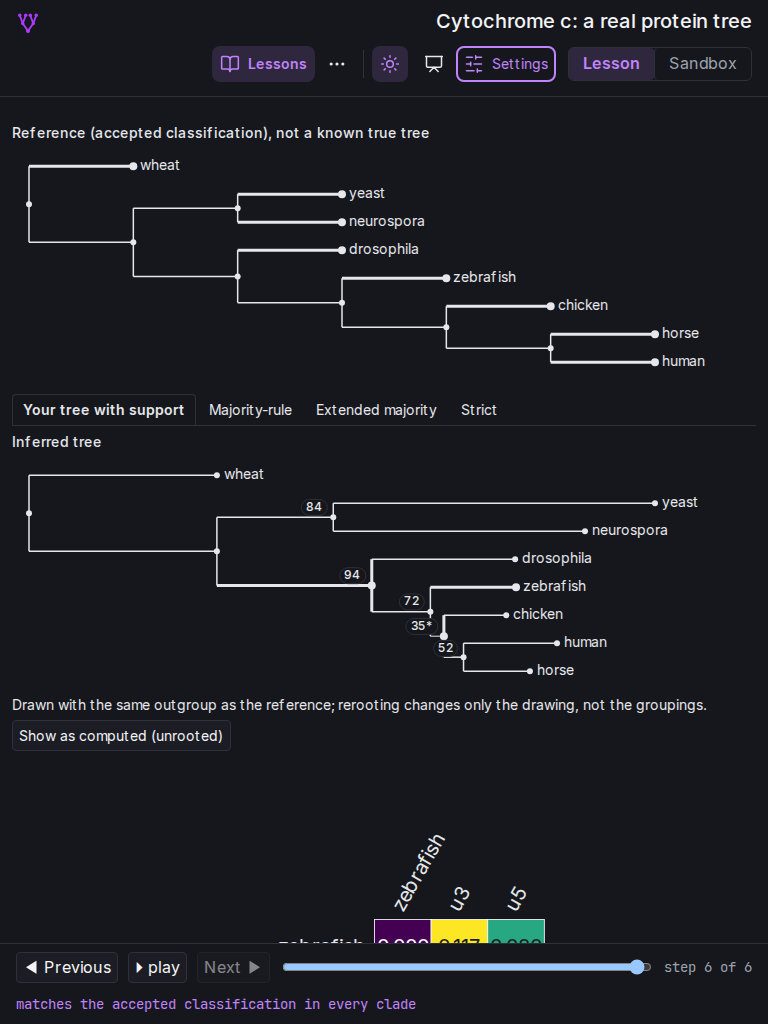 Cytochrome c: a real protein tree
Lessons
Settings
Lesson
Sandbox
Reference (accepted classification), not a known true tree
wheat
yeast
neurospora
drosophila
zebrafish
chicken
horse
human
Your tree with support
Majority-rule
Extended majority
Strict
Inferred tree
wheat
84
yeast
neurospora
drosophila
94
zebrafish
72
chicken
35*
human
52
horse
Drawn with the same outgroup as the reference; rerooting changes only the drawing, not the groupings.
Show as computed (unrooted)
zebrafish
u3
u5
zebrafish
Previous
play
Next
step 6 of 6
matches the accepted classification in every clade